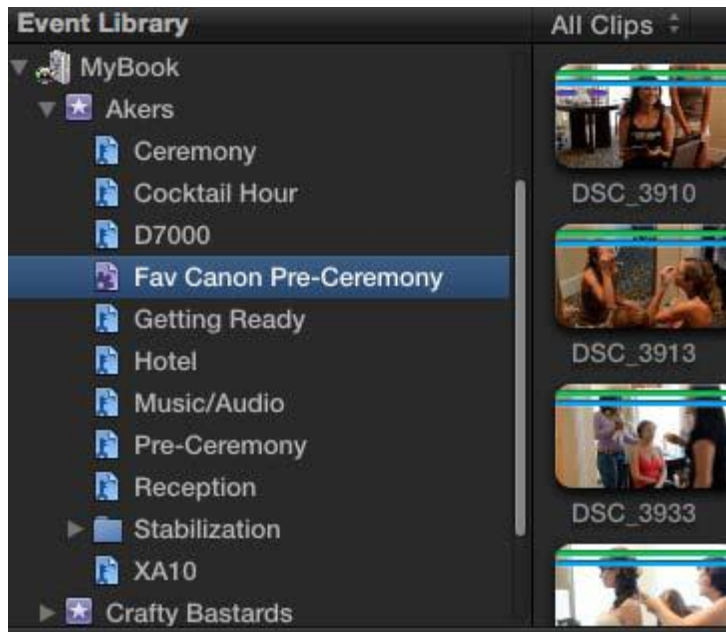 Event Library
All Clips
MyBook
Akers
Ceremony
Cocktail Hour
D7000
Fav Canon Pre-Ceremony
Getting Ready
Hotel
Music/Audio
Pre-Ceremony
Reception
Stabilization
XA10
Crafty Bastards
DSC_3910
DSC_3913
DSC_3933